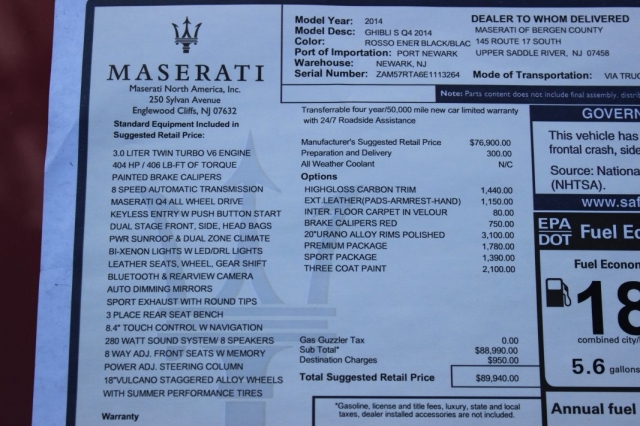 MASERATI
Maserati North America, Inc.
250 Sylvan Avenue
Englewood Cliffs, NJ 07632
Standard Equipment Included in
Suggested Retail Price:
3.0 LITER TWIN TURBO V6 ENGINE
404 HP / 406 LB-FT OF TORQUE
PAINTED BRAKE CALIPERS
8 SPEED AUTOMATIC TRANSMISSION
MASERATI Q4 ALL WHEEL DRIVE
KEYLESS ENTRY W PUSH BUTTON START
DUAL STAGE FRONT, SIDE, HEAD BAGS
PWR SUNROOF & DUAL ZONE CLIMATE
BI-XENON LIGHTS W LED/DRL LIGHTS
LEATHER SEATS, WHEEL, GEAR SHIFT
BLUETOOTH & REARVIEW CAMERA
AUTO DIMMING MIRRORS
SPORT EXHAUST WITH ROUND TIPS
3 PLACE REAR SEAT BENCH
8.4" TOUCH CONTROL W NAVIGATION
280 WATT SOUND SYSTEM/ 8 SPEAKERS
8 WAY ADJ. FRONT SEATS W MEMORY
POWER ADJ. STEERING COLUMN
18"VULCANO STAGGERED ALLOY WHEELS
WITH SUMMER PERFORMANCE TIRES
Warranty
Model Year: 2014
Model Desc: GHIBLI S Q4 2014
Color: ROSSO ENER BLACK/BLAC
Port of Importation: PORT NEWARK
Warehouse: NEWARK, NJ
Serial Number: ZAM57RTA6E1113264
DEALER TO WHOM DELIVERED
MASERATI OF BERGEN COUNTY
145 ROUTE 17 SOUTH
UPPER SADDLE RIVER, NJ 07458
Mode of Transportation: VIA TRUC
Note: Parts content does not include final assembly, distrib
Transferrable four year/50,000 mile new car limited warranty
with 24/7 Roadside Assistance
Manufacturer's Suggested Retail Price $76,900.00
Preparation and Delivery 300.00
All Weather Coolant N/C
Options
HIGHGLOSS CARBON TRIM 1,440.00
EXT.LEATHER(PADS-ARMREST-HAND) 1,150.00
INTER. FLOOR CARPET IN VELOUR 80.00
BRAKE CALIPERS RED 750.00
20"URANO ALLOY RIMS POLISHED 3,100.00
PREMIUM PACKAGE 1,780.00
SPORT PACKAGE 1,390.00
THREE COAT PAINT 2,100.00
Gas Guzzler Tax 0.00
Sub Total* $88,990.00
Destination Charges $950.00
Total Suggested Retail Price $89,940.00
*Gasoline, license and title fees, luxury, state and local
taxes, dealer installed accessories are not included.
GOVERN
This vehicle has
frontal crash, side
Source: Nationa
(NHTSA).
www.saf
EPA
DOT
Fuel Ec
Fuel Econom
18
combined city/
5.6 gallons
Annual fuel